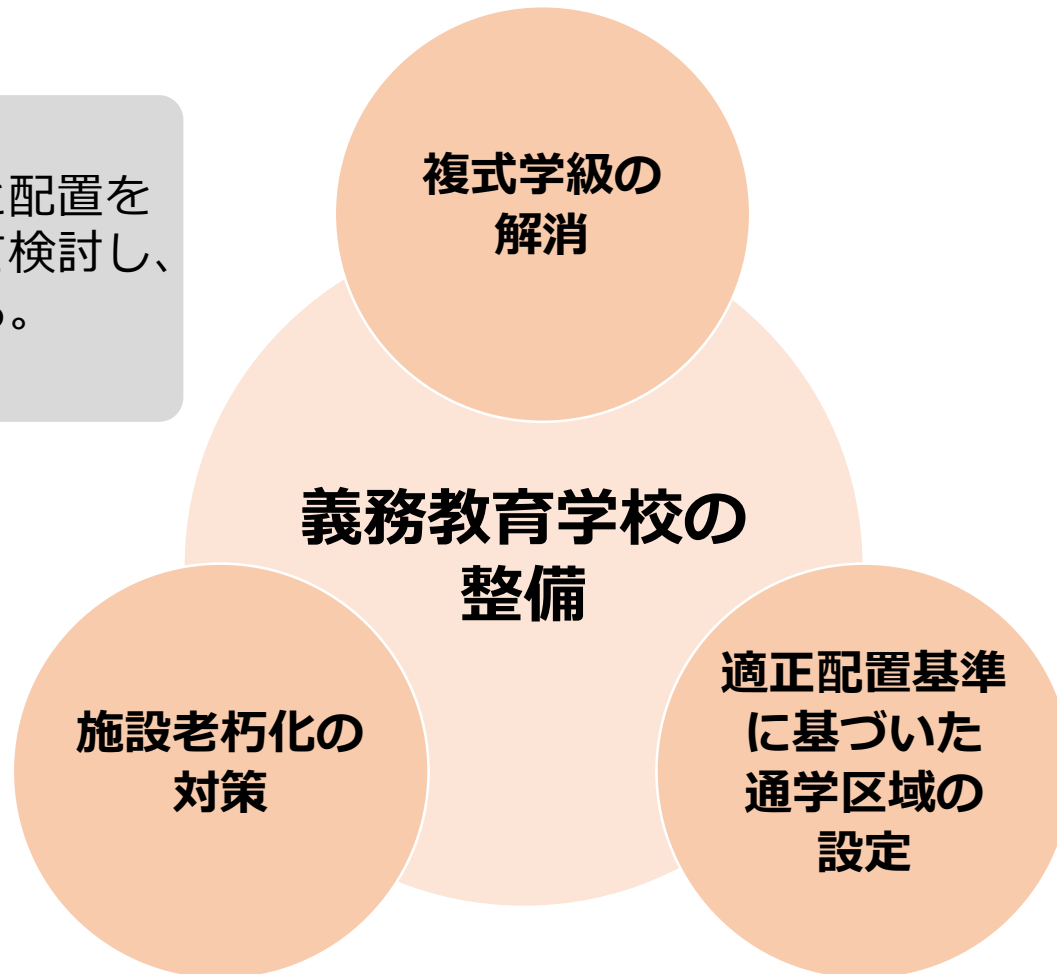 配置を
検討し、
。
複式学級の
解消
義務教育学校の
整備
施設老朽化の
対策
適正配置基準
に基づいた
通学区域の
設定